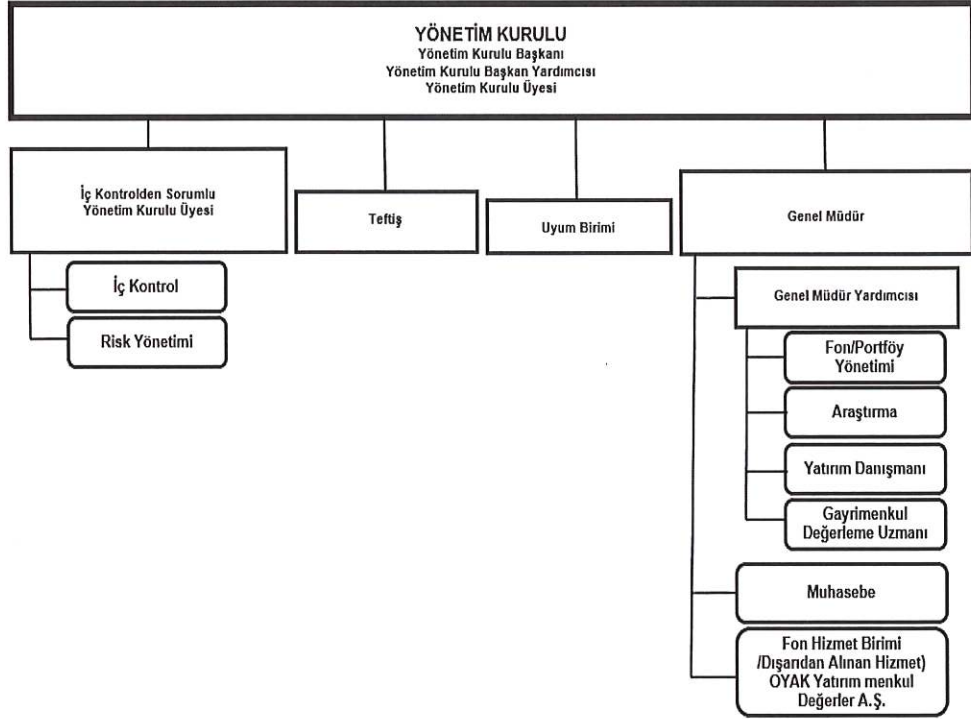 YÖNETİM KURULU
Yönetim Kurulu Başkanı
Yönetim Kurulu Başkan Yardımcısı
Yönetim Kurulu Üyesi
İç Kontrolden Sorumlu
Yönetim Kurulu Üyesi
Teftiş
Uyum Birimi
Genel Müdür
İç Kontrol
Risk Yönetimi
Genel Müdür Yardımcısı
Fon/Portföy
Yönetimi
Araştırma
Yatırım Danışmanı
Gayrimenkul
Değerleme Uzmanı
Muhasebe
Fon Hizmet Birimi
/Dışarıdan Alınan Hizmet)
OYAK Yatırım menkul
Değerler A.Ş.